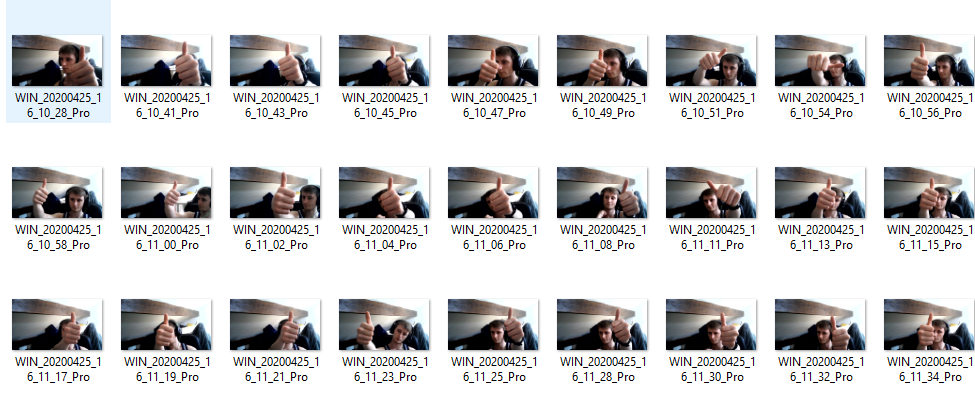 WIN_20200425_1 WIN_20200425_1 WIN_20200425_1 WIN_20200425_1 WIN_20200425_1 WIN_20200425_1 WIN_20200425_1 WIN_20200425_1 WIN_20200425_1
6_10_28_Pro 6_10_41_Pro 6_10_43_Pro 6_10_45_Pro 6_10_47_Pro 6_10_49_Pro 6_10_51_Pro 6_10_54_Pro 6_10_56_Pro
WIN_20200425_1 WIN_20200425_1 WIN_20200425_1 WIN_20200425_1 WIN_20200425_1 WIN_20200425_1 WIN_20200425_1 WIN_20200425_1 WIN_20200425_1
6_10_58_Pro 6_11_00_Pro 6_11_02_Pro 6_11_04_Pro 6_11_06_Pro 6_11_08_Pro 6_11_11_Pro 6_11_13_Pro 6_11_15_Pro
WIN_20200425_1 WIN_20200425_1 WIN_20200425_1 WIN_20200425_1 WIN_20200425_1 WIN_20200425_1 WIN_20200425_1 WIN_20200425_1 WIN_20200425_1
6_11_17_Pro 6_11_19_Pro 6_11_21_Pro 6_11_23_Pro 6_11_25_Pro 6_11_28_Pro 6_11_30_Pro 6_11_32_Pro 6_11_34_Pro